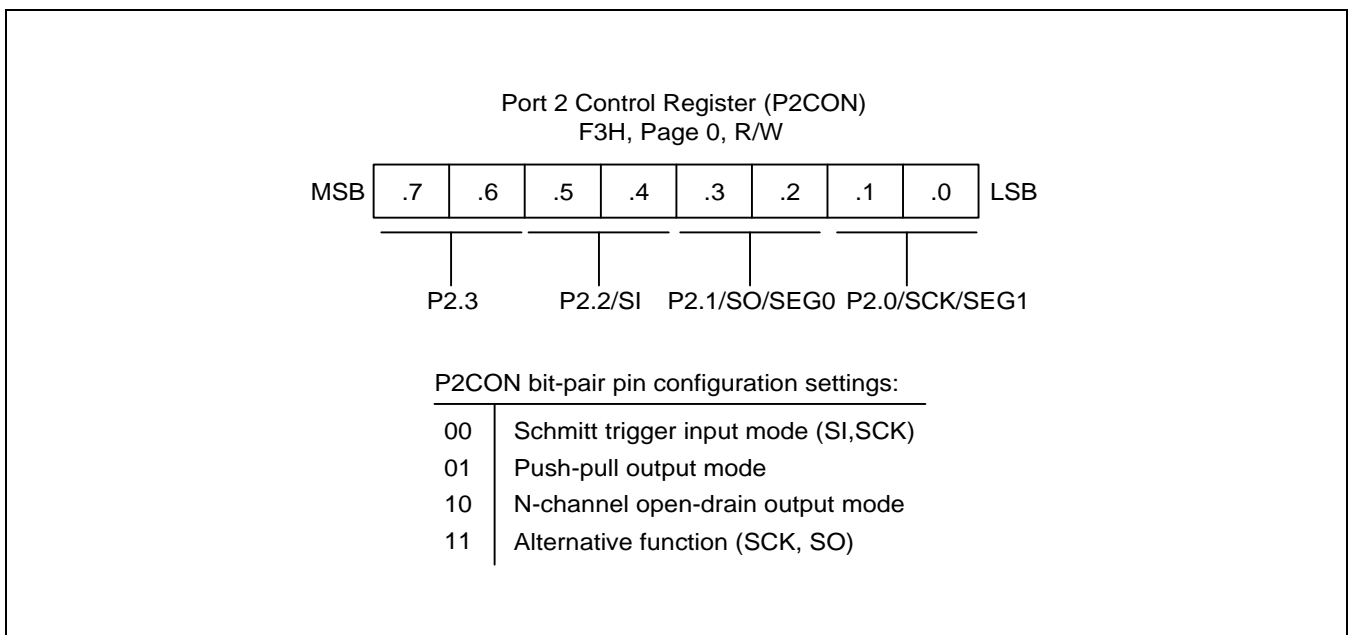 Port 2 Control Register (P2CON)
F3H, Page 0, R/W
MSB .7 .6 .5 .4 .3 .2 .1 .0 LSB
P2.3 P2.2/SI P2.1/SO/SEG0 P2.0/SCK/SEG1
P2CON bit-pair pin configuration settings:
00 Schmitt trigger input mode (SI,SCK)
01 Push-pull output mode
10 N-channel open-drain output mode
11 Alternative function (SCK, SO)